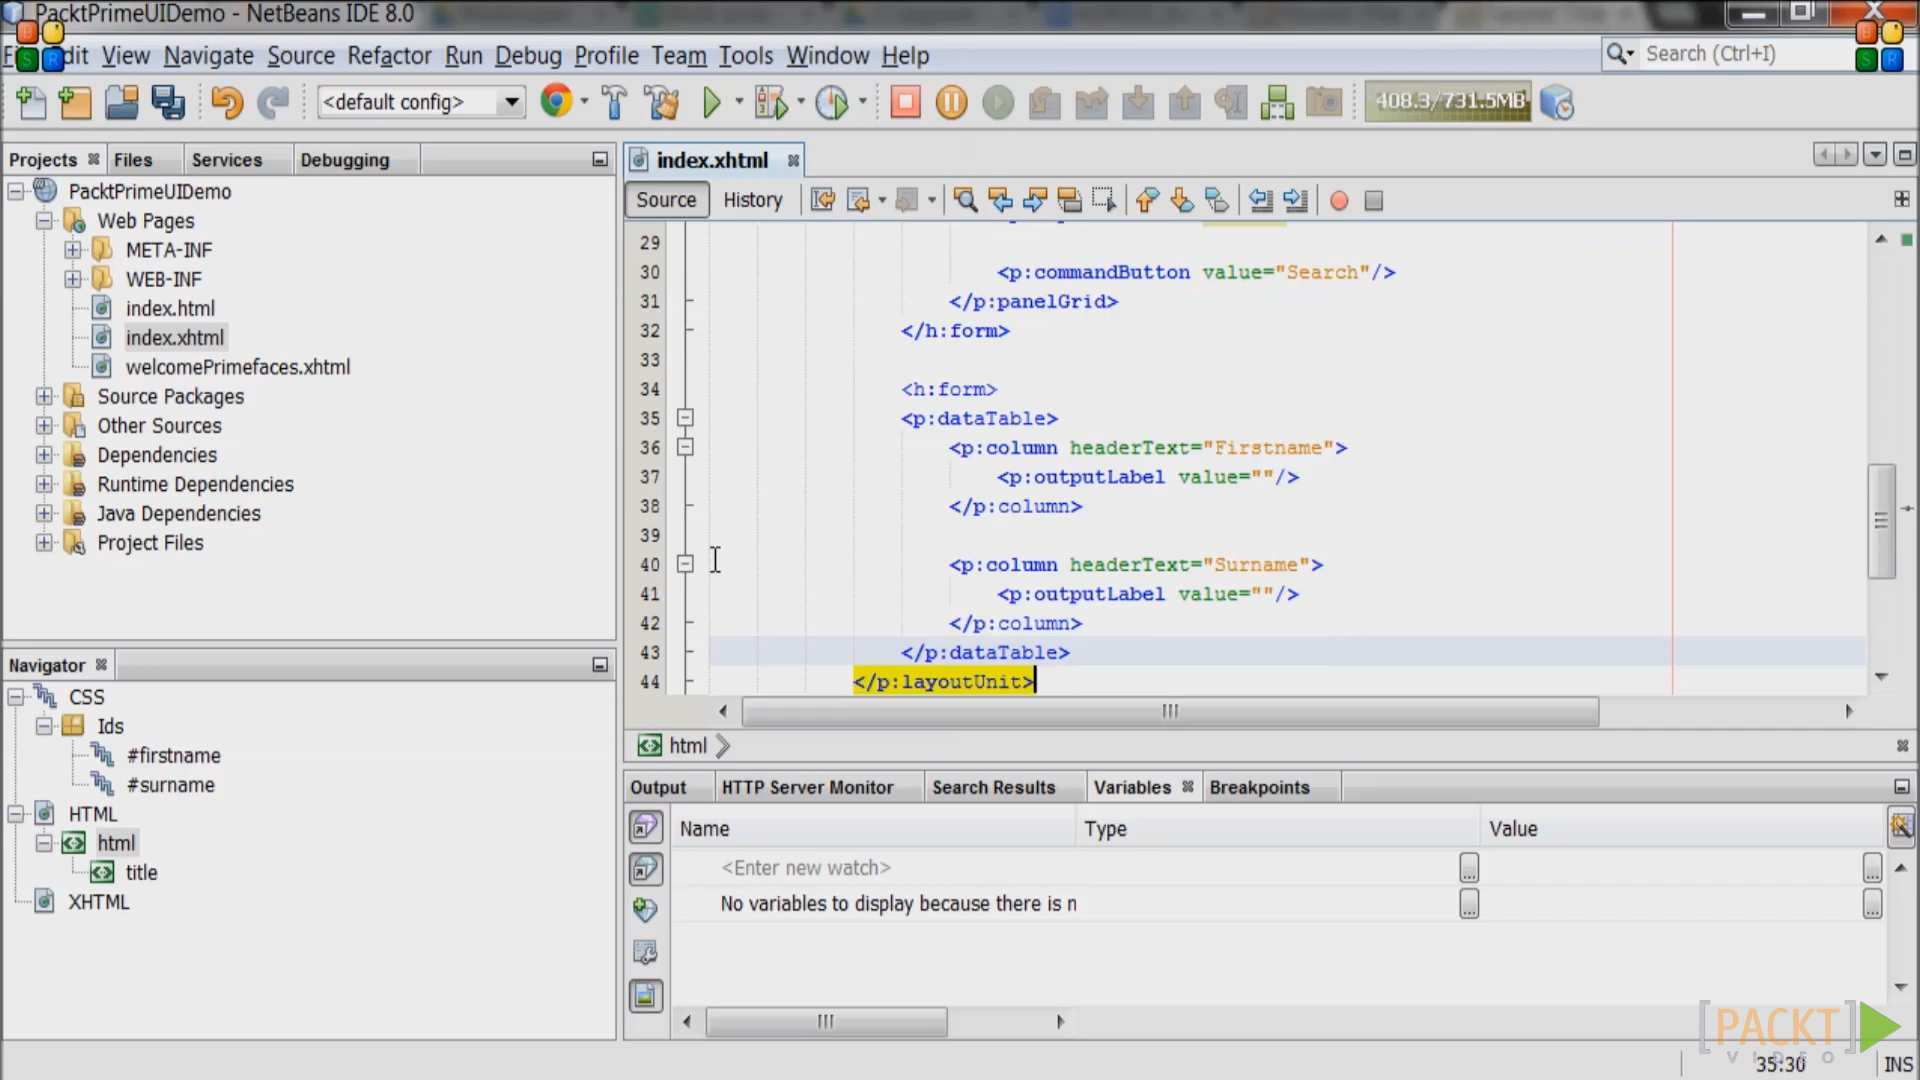 PacktPrimeUIDemo - NetBeans IDE 8.0
Edit View Navigate Source Refactor Run Debug Profile Team Tools Window Help
Search (Ctrl+I)
<default config>
408.3/731.5MB
Projects Files Services Debugging
PacktPrimeUIDemo
Web Pages
META-INF
WEB-INF
index.html
index.xhtml
welcomePrimefaces.xhtml
Source Packages
Other Sources
Dependencies
Runtime Dependencies
Java Dependencies
Project Files
Navigator
CSS
Ids
#firstname
#surname
HTML
html
title
XHTML
index.xhtml
Source History
29
30 <p:commandButton value="Search"/>
31 </p:panelGrid>
32 </h:form>
33
34 <h:form>
35 <p:dataTable>
36 <p:column headerText="Firstname">
37 <p:outputLabel value=""/>
38 </p:column>
39
40 <p:column headerText="Surname">
41 <p:outputLabel value=""/>
42 </p:column>
43 </p:dataTable>
44 </p:layoutUnit>
html
Output HTTP Server Monitor Search Results Variables Breakpoints
Name Type Value
<Enter new watch>
No variables to display because there is n
[PACKT]
VIDEO
35:30 INS